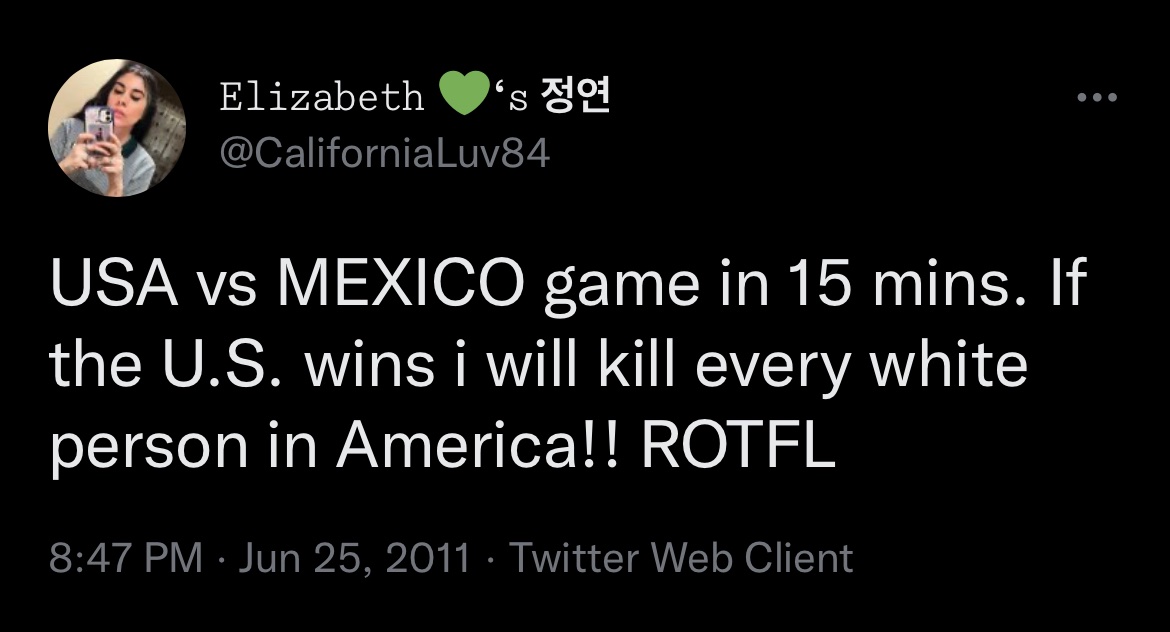 Elizabeth 💚‘s 정연
@CaliforniaLuv84
USA vs MEXICO game in 15 mins. If
the U.S. wins i will kill every white
person in America!! ROTFL
8:47 PM · Jun 25, 2011 · Twitter Web Client